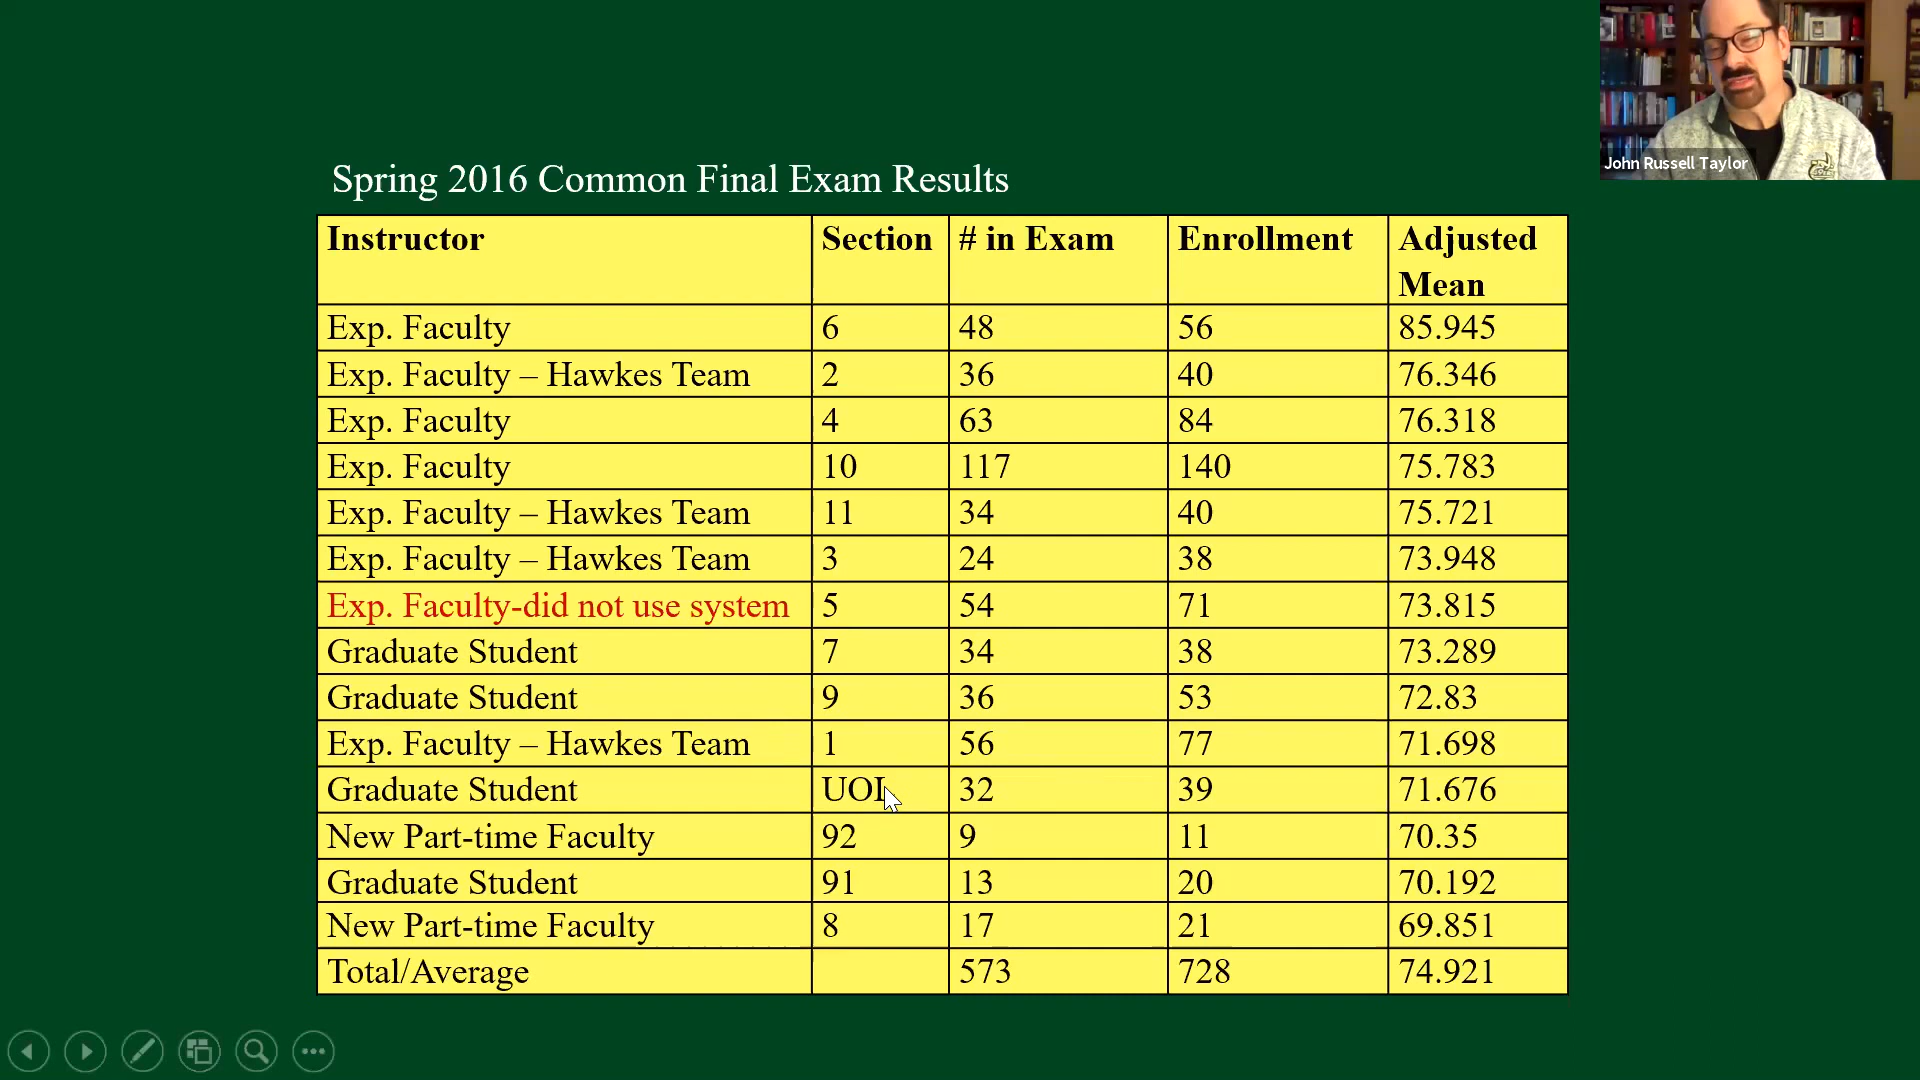 John Russell Taylor
Spring 2016 Common Final Exam Results
Instructor Section # in Exam Enrollment Adjusted
Mean
Exp. Faculty 6 48 56 85.945
Exp. Faculty – Hawkes Team 2 36 40 76.346
Exp. Faculty 4 63 84 76.318
Exp. Faculty 10 117 140 75.783
Exp. Faculty – Hawkes Team 11 34 40 75.721
Exp. Faculty – Hawkes Team 3 24 38 73.948
Exp. Faculty-did not use system 5 54 71 73.815
Graduate Student 7 34 38 73.289
Graduate Student 9 36 53 72.83
Exp. Faculty – Hawkes Team 1 56 77 71.698
Graduate Student 32 39 71.676
New Part-time Faculty 92 9 11 70.35
Graduate Student 91 13 20 70.192
New Part-time Faculty 8 17 21 69.851
Total/Average 573 728 74.921